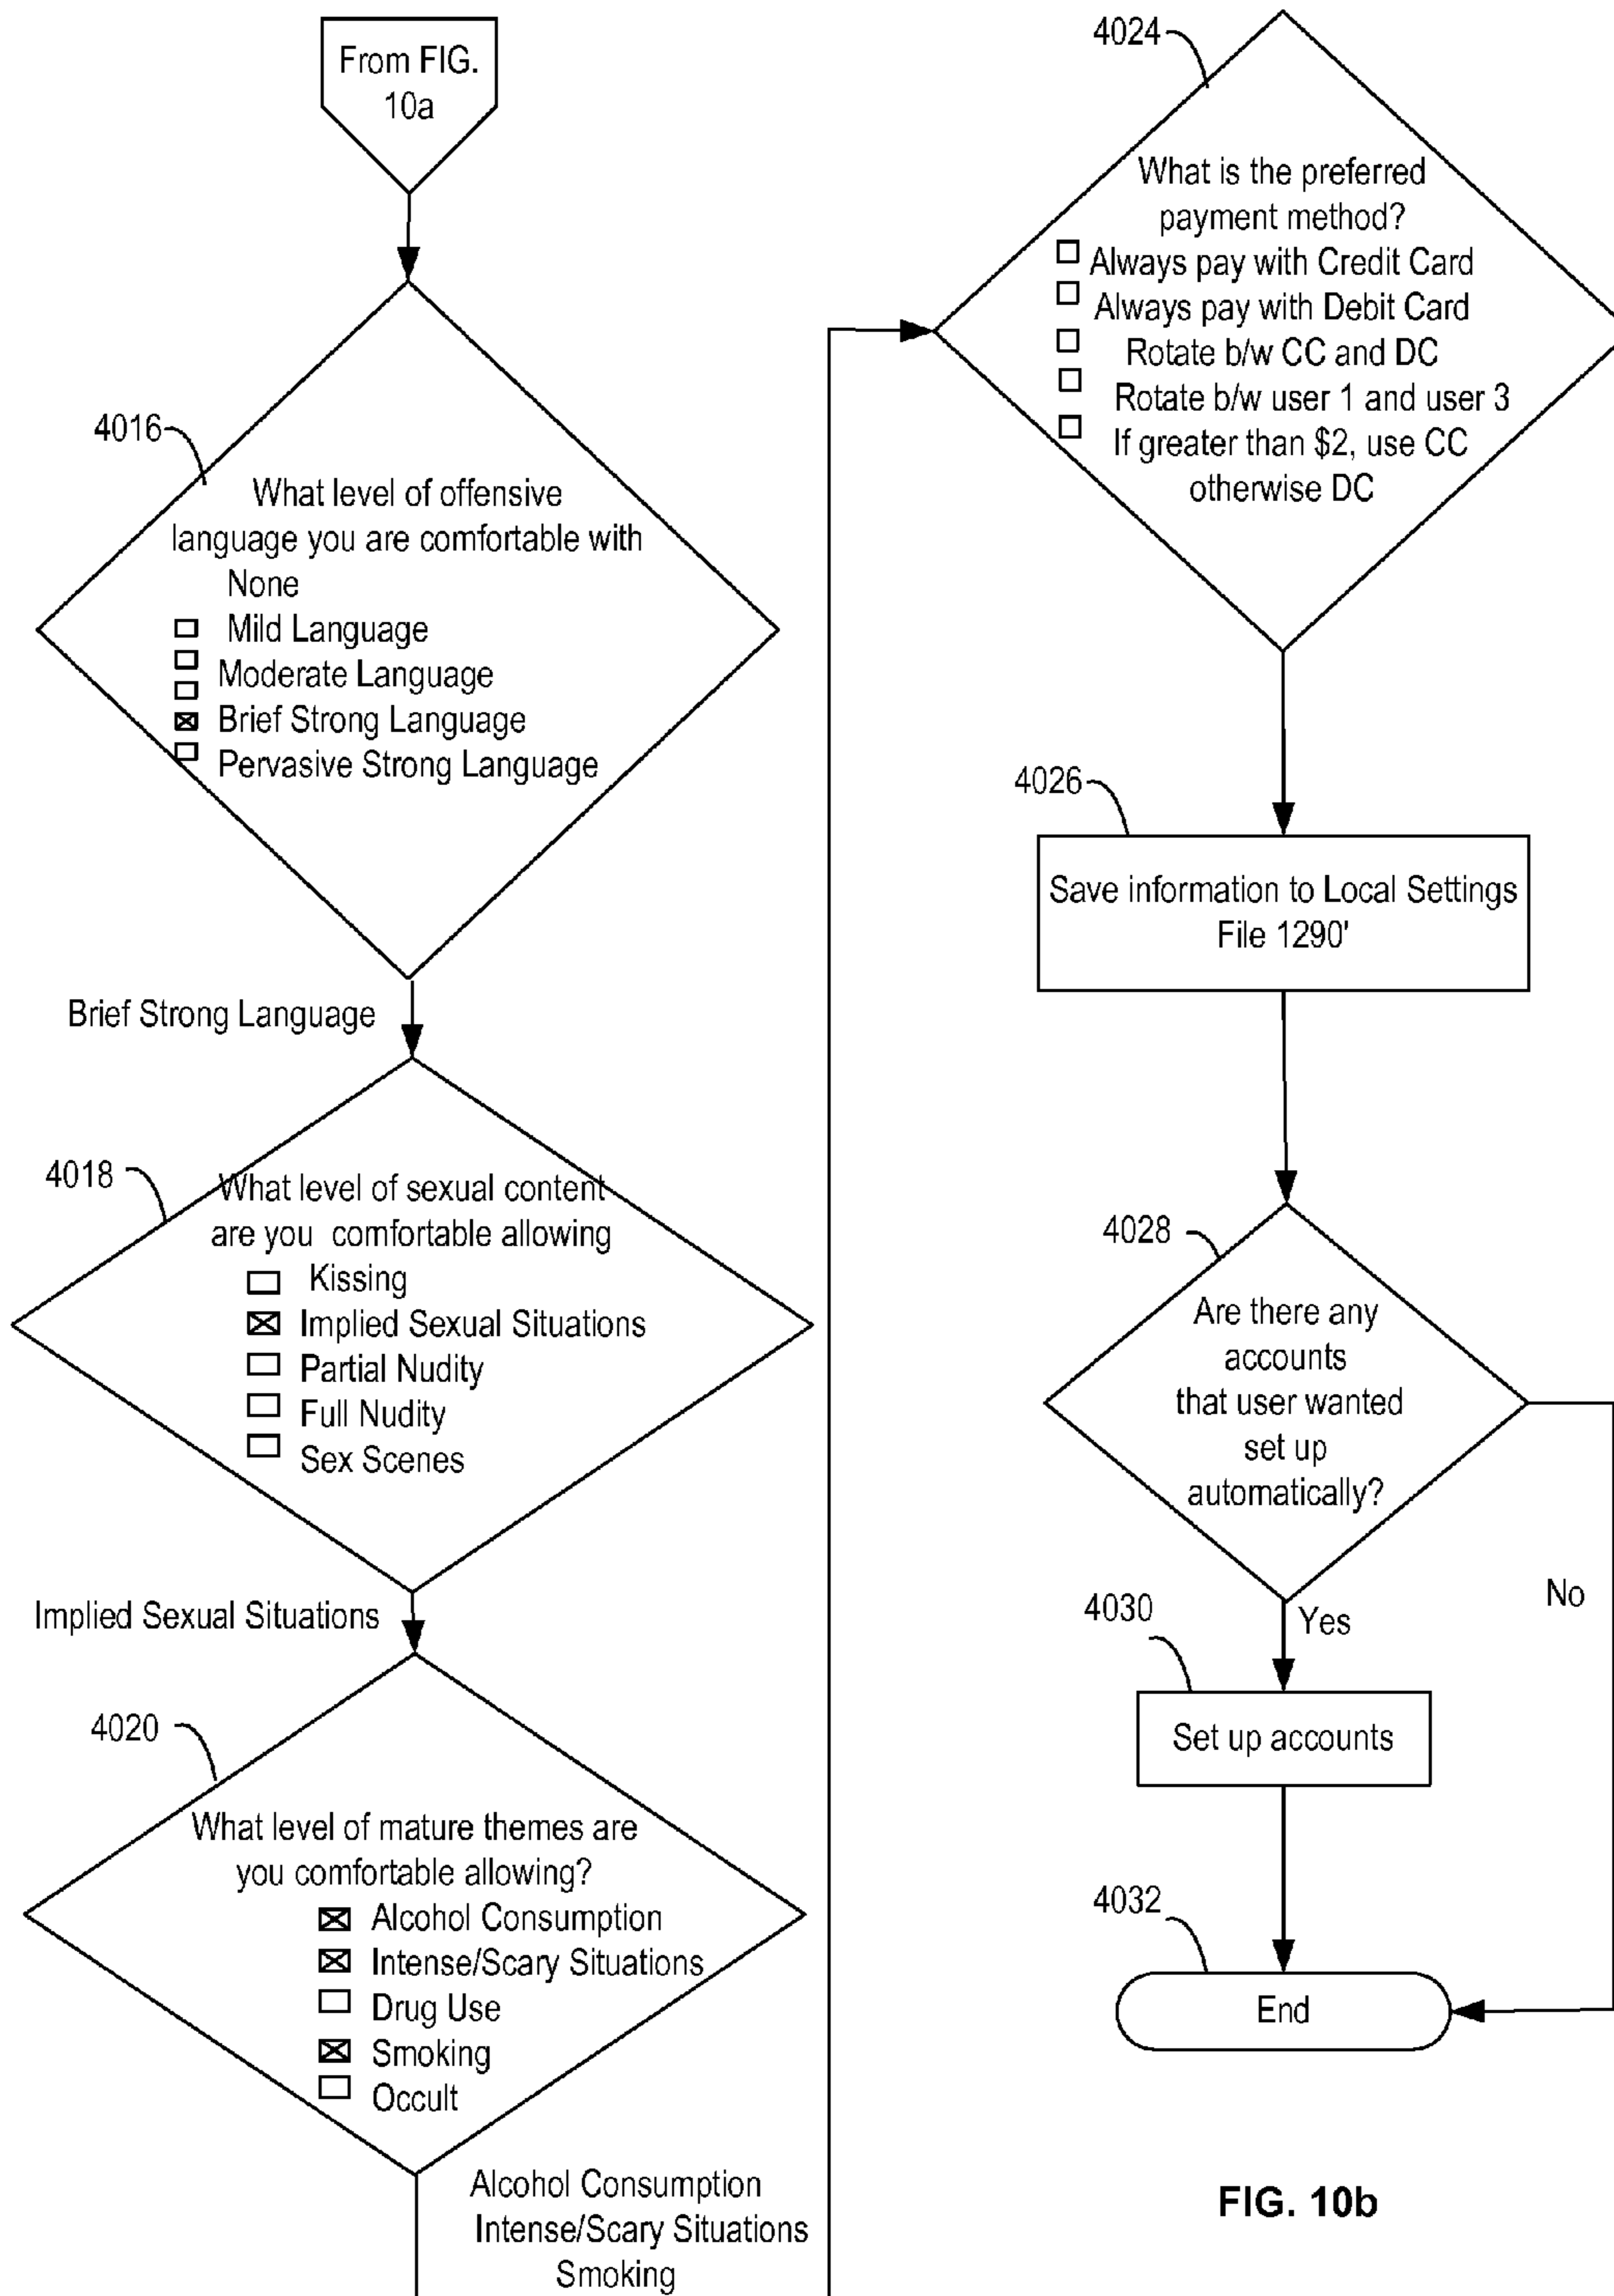 From FIG.
10a
4016
What level of offensive
language you are comfortable with
None
Mild Language
Moderate Language
Brief Strong Language
Pervasive Strong Language
Brief Strong Language
4018
What level of sexual content
are you comfortable allowing
Kissing
Implied Sexual Situations
Partial Nudity
Full Nudity
Sex Scenes
Implied Sexual Situations
4020
What level of mature themes are
you comfortable allowing?
Alcohol Consumption
Intense/Scary Situations
Drug Use
Smoking
Occult
Alcohol Consumption
Intense/Scary Situations
Smoking
4024
What is the preferred
payment method?
Always pay with Credit Card
Always pay with Debit Card
Rotate b/w CC and DC
Rotate b/w user 1 and user 3
If greater than $2, use CC
otherwise DC
4026
Save information to Local Settings
File 1290'
4028
Are there any
accounts
that user wanted
set up
automatically?
No
Yes
4030
Set up accounts
4032
End
FIG. 10b